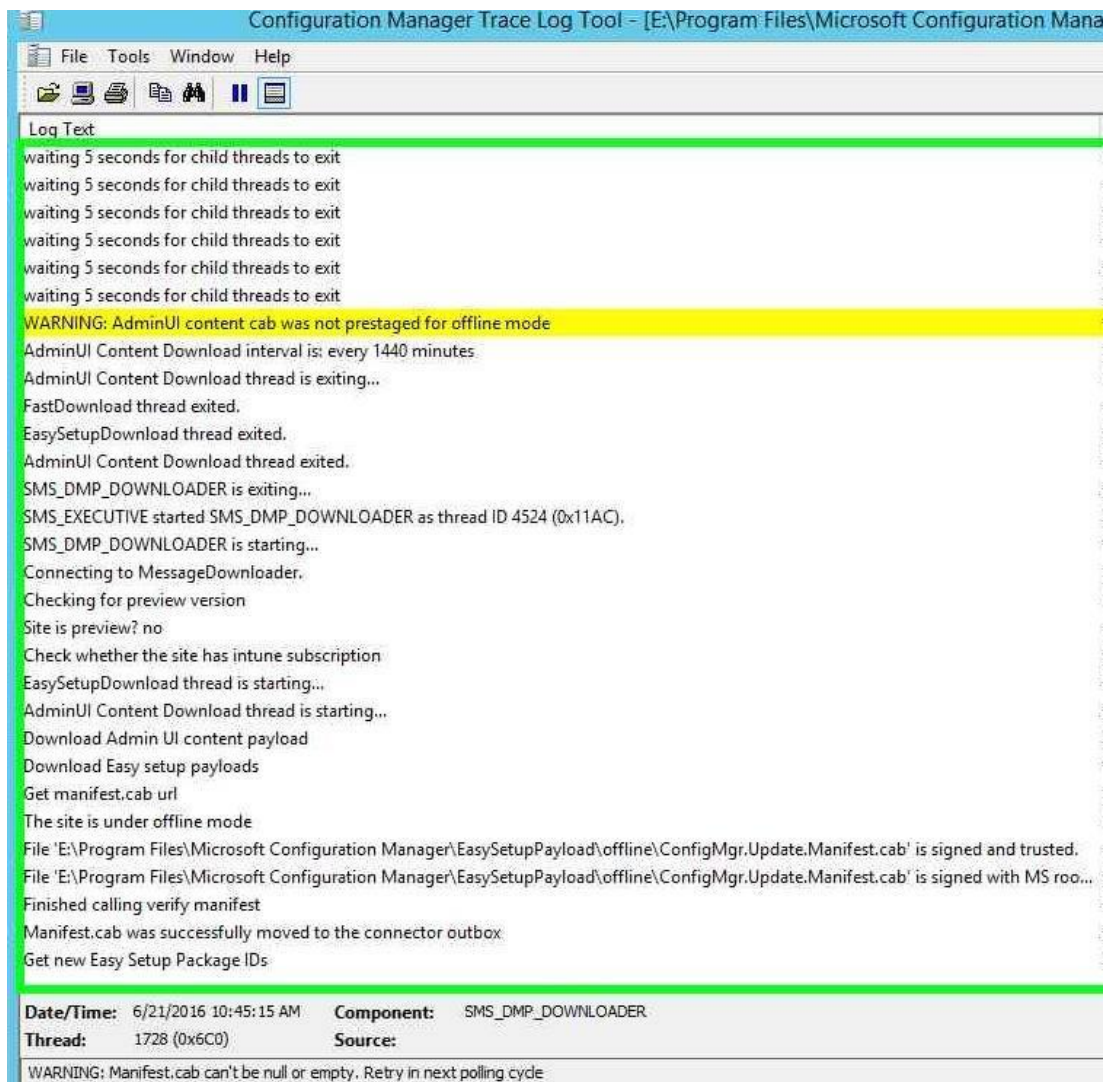 Configuration Manager Trace Log Tool - [E:\Program Files\Microsoft Configuration Mana
File Tools Window Help
Log Text
waiting 5 seconds for child threads to exit
waiting 5 seconds for child threads to exit
waiting 5 seconds for child threads to exit
waiting 5 seconds for child threads to exit
waiting 5 seconds for child threads to exit
waiting 5 seconds for child threads to exit
WARNING: AdminUI content cab was not prestaged for offline mode
AdminUI Content Download interval is: every 1440 minutes
AdminUI Content Download thread is exiting...
FastDownload thread exited.
EasySetupDownload thread exited.
AdminUI Content Download thread exited.
SMS_DMP_DOWNLOADER is exiting...
SMS_EXECUTIVE started SMS_DMP_DOWNLOADER as thread ID 4524 (0x11AC).
SMS_DMP_DOWNLOADER is starting...
Connecting to MessageDownloader.
Checking for preview version
Site is preview? no
Check whether the site has intune subscription
EasySetupDownload thread is starting...
AdminUI Content Download thread is starting...
Download Admin UI content payload
Download Easy setup payloads
Get manifest.cab url
The site is under offline mode
File 'E:\Program Files\Microsoft Configuration Manager\EasySetupPayload\offline\ConfigMgr.Update.Manifest.cab' is signed and trusted.
File 'E:\Program Files\Microsoft Configuration Manager\EasySetupPayload\offline\ConfigMgr.Update.Manifest.cab' is signed with MS roo...
Finished calling verify manifest
Manifest.cab was successfully moved to the connector outbox
Get new Easy Setup Package IDs
Date/Time: 6/21/2016 10:45:15 AM Component: SMS_DMP_DOWNLOADER
Thread: 1728 (0x6C0) Source:
WARNING: Manifest.cab can't be null or empty. Retry in next polling cycle